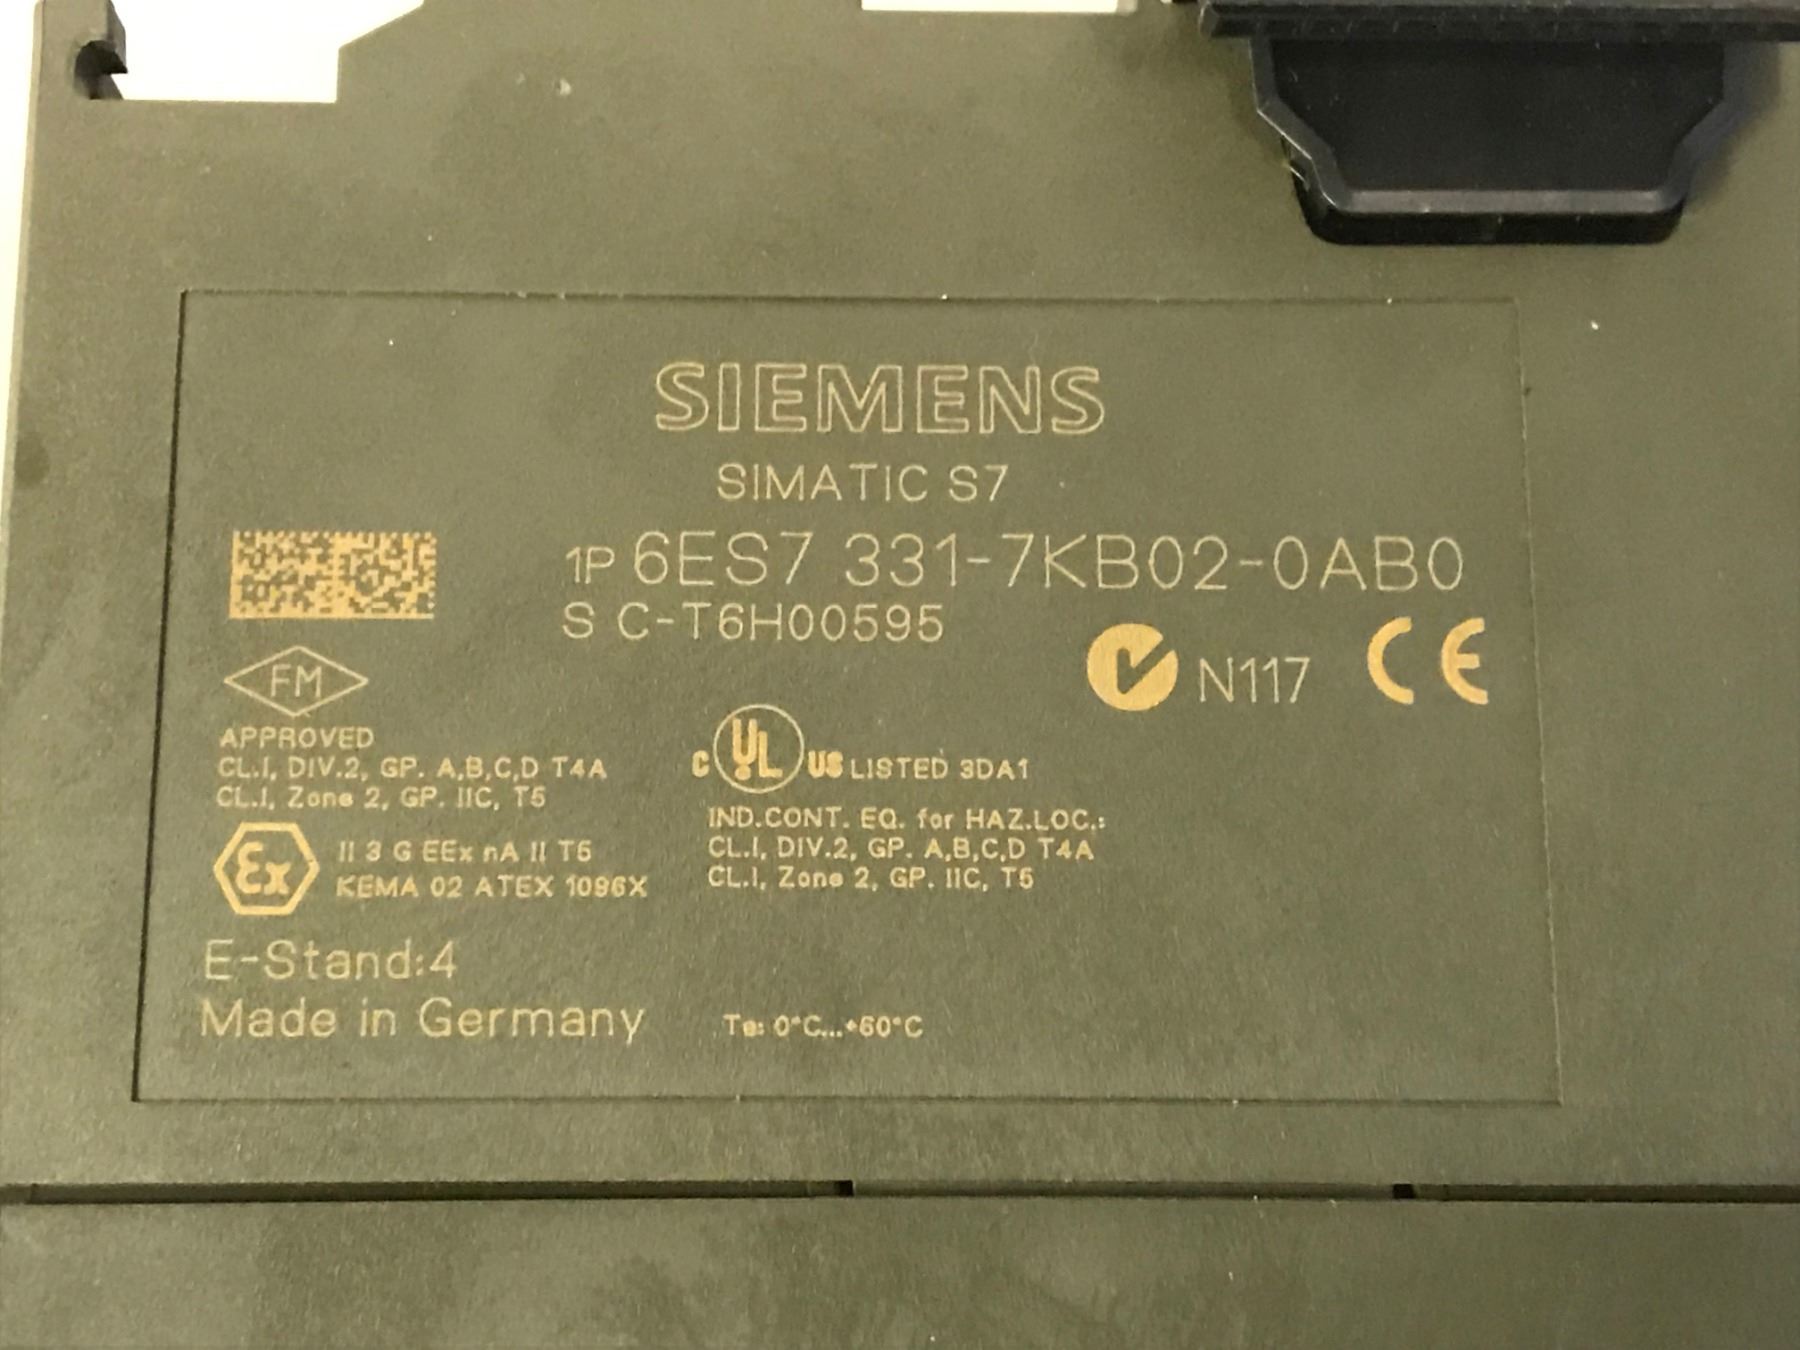 SIEMENS
SIMATIC S7
1P 6ES7 331-7KB02-0AB0
S C-T6H00595
N117 CE
FM
APPROVED
CL.I, DIV.2, GP. A,B,C,D T4A
CL.I, Zone 2, GP. IIC, T5
C UL US LISTED 3DA1
IND.CONT. EQ. for HAZ.LOC.:
CL.I, DIV.2, GP. A,B,C,D T4A
CL.I, Zone 2, GP. IIC, T5
Ex II 3 G EEx nA II T5
KEMA 02 ATEX 1096X
E-Stand:4
Made in Germany
Ta: 0°C...+60°C